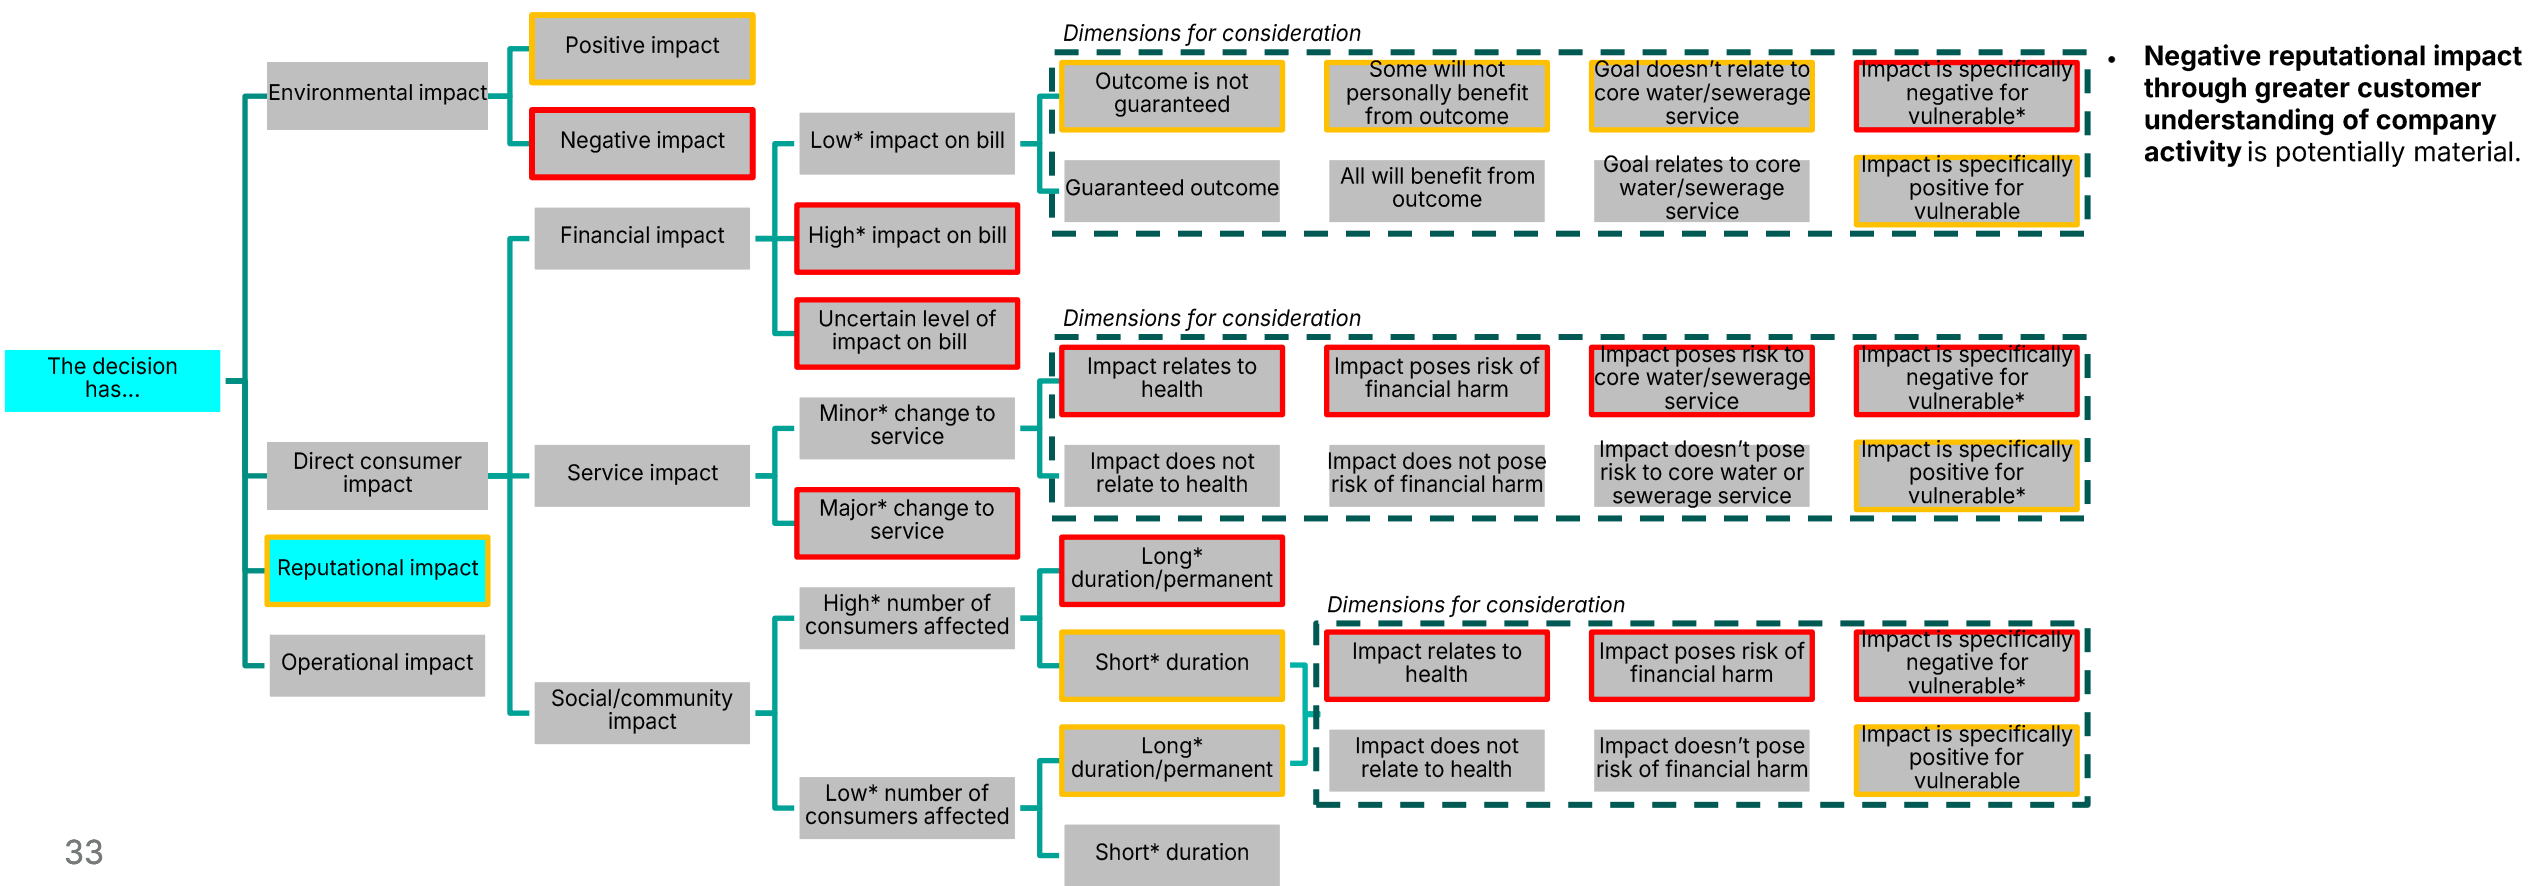 The decision
has...
Environmental impact
Direct consumer
impact
Reputational impact
Operational impact
Positive impact
Negative impact
Financial impact
Service impact
Social/community
impact
Low* impact on bill
High* impact on bill
Uncertain level of
impact on bill
Minor* change to
service
Major* change to
service
High* number of
consumers affected
Low* number of
consumers affected
Dimensions for consideration
Outcome is not
guaranteed
Some will not
personally benefit
from outcome
Goal doesn't relate to
core water/sewerage
service
Impact is specifically
negative for
vulnerable*
Guaranteed outcome
All will benefit from
outcome
Goal relates to core
water/sewerage
service
Impact is specifically
positive for
vulnerable
Dimensions for consideration
Impact relates to
health
Impact poses risk of
financial harm
Impact poses risk to
core water/sewerage
service
Impact is specifically
negative for
vulnerable*
Impact does not
relate to health
Impact does not pose
risk of financial harm
Impact doesn't pose
risk to core water or
sewerage service
Impact is specifically
positive for
vulnerable*
Long*
duration/permanent
Short* duration
Long*
duration/permanent
Short* duration
Dimensions for consideration
Impact relates to
health
Impact poses risk of
financial harm
Impact is specifically
negative for
vulnerable*
Impact does not
relate to health
Impact doesn't pose
risk of financial harm
Impact is specifically
positive for
vulnerable
• Negative reputational impact
through greater customer
understanding of company
activity is potentially material.
33